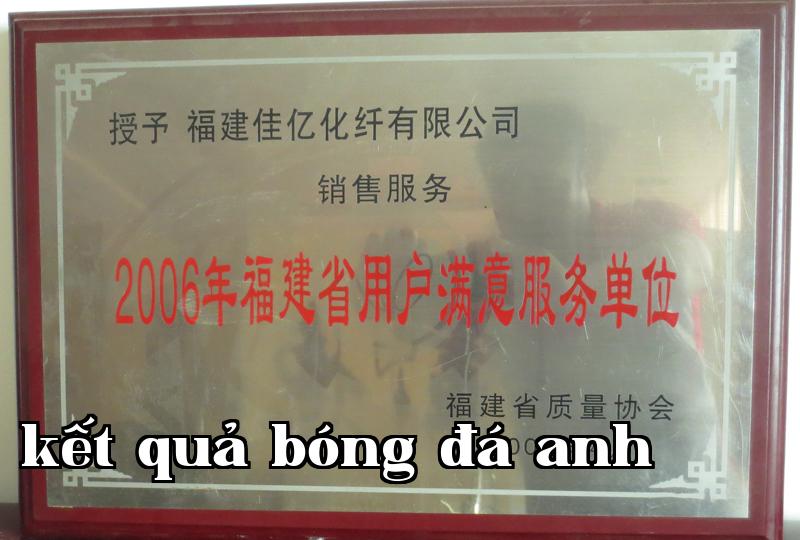 授予 福建佳亿化纤有限公司
销售服务
2006年福建省用户满意服务单位
福建省质量协会
kết quả bóng đá anh